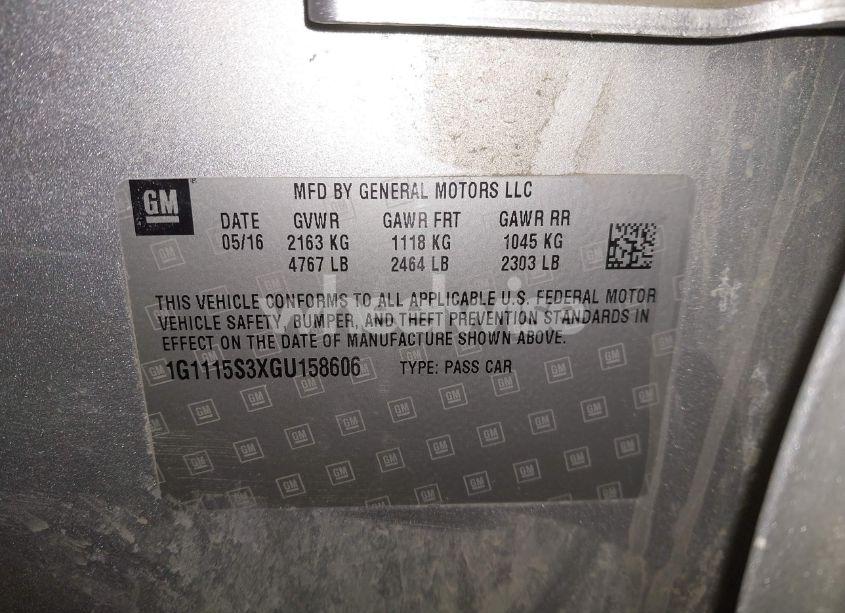 GM
MFD BY GENERAL MOTORS LLC
DATE GVWR GAWR FRT GAWR RR
05/16 2163 KG 1118 KG 1045 KG
4767 LB 2464 LB 2303 LB
THIS VEHICLE CONFORMS TO ALL APPLICABLE U.S. FEDERAL MOTOR
VEHICLE SAFETY, BUMPER, AND THEFT PREVENTION STANDARDS IN
EFFECT ON THE DATE OF MANUFACTURE SHOWN ABOVE.
1G1115S3XGU158606 TYPE: PASS CAR